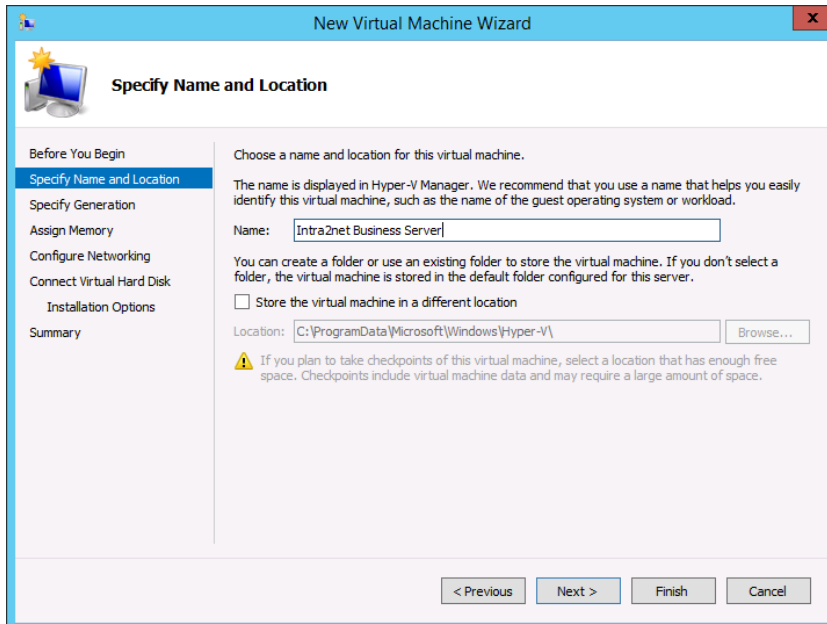 New Virtual Machine Wizard
x
Specify Name and Location
Before You Begin
Specify Name and Location
Specify Generation
Assign Memory
Configure Networking
Connect Virtual Hard Disk
Installation Options
Summary
Choose a name and location for this virtual machine.
The name is displayed in Hyper-V Manager. We recommend that you use a name that helps you easily
identify this virtual machine, such as the name of the guest operating system or workload.
Name: Intra2net Business Server
You can create a folder or use an existing folder to store the virtual machine. If you don't select a
folder, the virtual machine is stored in the default folder configured for this server.
Store the virtual machine in a different location
Location: C:\ProgramData\Microsoft\Windows\Hyper-V\ Browse...
If you plan to take checkpoints of this virtual machine, select a location that has enough free
space. Checkpoints include virtual machine data and may require a large amount of space.
< Previous Next > Finish Cancel